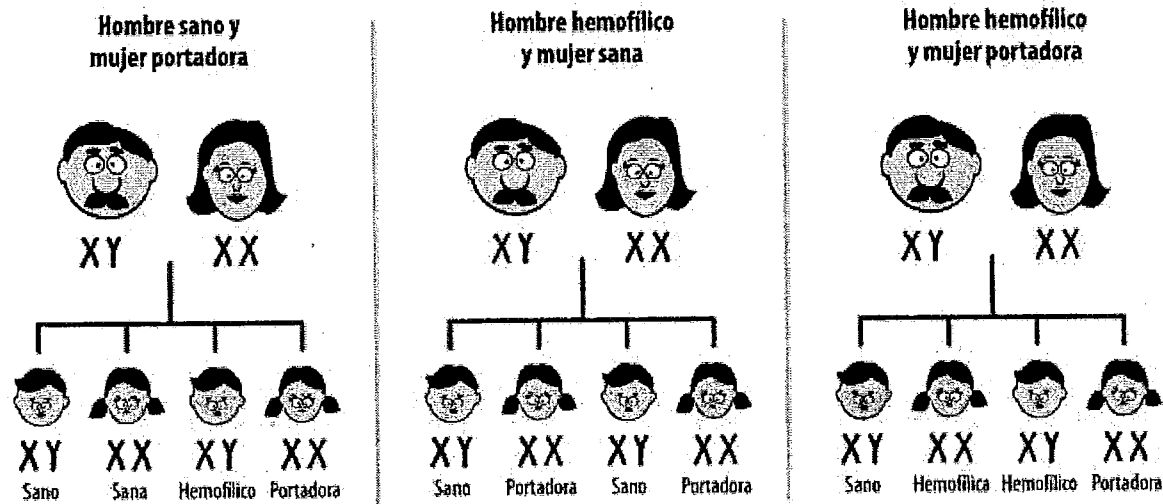 Hombre sano y
mujer portadora
XY XX
XY XX XY XX
Sano Sana Hemofílico Portadora
Hombre hemofílico
y mujer sana
XY XX
XY XX XY XX
Sano Portadora Sano Portadora
Hombre hemofílico
y mujer portadora
XY XX
XY XX XY XX
Sano Hemofílica Hemofílico Portadora